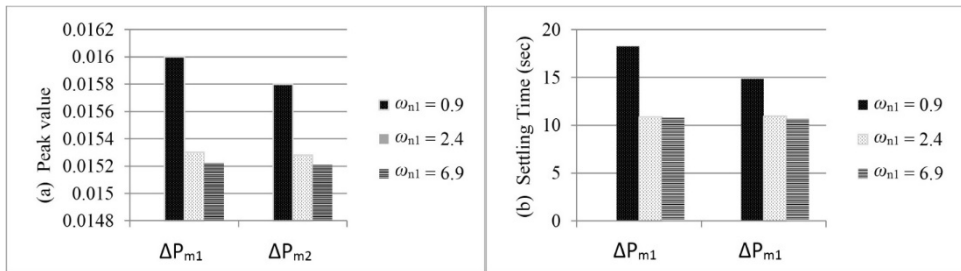 (a) Peak value
0.0162
0.016
0.0158
0.0156
0.0154
0.0152
0.015
0.0148
ΔPm1
ΔPm2
ωn1 = 0.9
ωn1 = 2.4
ωn1 = 6.9
(b) Settling Time (sec)
20
15
10
5
0
ΔPm1
ΔPm1
ωn1 = 0.9
ωn1 = 2.4
ωn1 = 6.9